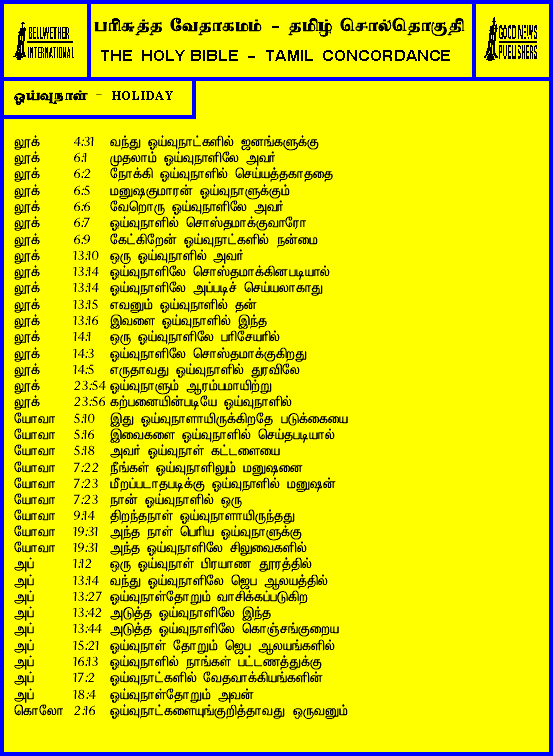 BELLWETHER
INTERNATIONAL
பரிசுத்த வேதாகமம் - தமிழ் சொல்தொகுதி
THE HOLY BIBLE - TAMIL CONCORDANCE
GOOD NEWS
PUBLISHERS
ஓய்வுநாள் - HOLIDAY
லூக் 4:31 வந்து ஓய்வுநாட்களில் ஜனங்களுக்கு
லூக் 6:1 முதலாம் ஓய்வுநாளிலே அவர்
லூக் 6:2 நோக்கி ஓய்வுநாளில் செய்யத்தகாததை
லூக் 6:5 மனுஷகுமாரன் ஓய்வுநாளுக்கும்
லூக் 6:6 வேறொரு ஓய்வுநாளிலே அவர்
லூக் 6:7 ஓய்வுநாளில் சொஸ்தமாக்குவாரோ
லூக் 6:9 கேட்கிறேன் ஓய்வுநாட்களில் நன்மை
லூக் 13:10 ஒரு ஓய்வுநாளில் அவர்
லூக் 13:14 ஓய்வுநாளிலே சொஸ்தமாக்கினபடியால்
லூக் 13:14 ஓய்வுநாளிலே அப்படிச் செய்யலாகாது
லூக் 13:15 எவனும் ஓய்வுநாளில் தன்
லூக் 13:16 இவளை ஓய்வுநாளில் இந்த
லூக் 14:1 ஒரு ஓய்வுநாளிலே பரிசேயரில்
லூக் 14:3 ஓய்வுநாளிலே சொஸ்தமாக்குகிறது
லூக் 14:5 எருதாவது ஓய்வுநாளில் துரவிலே
லூக் 23:54 ஓய்வுநாளும் ஆரம்பமாயிற்று
லூக் 23:56 கற்பனையின்படியே ஓய்வுநாளில்
யோவா 5:10 இது ஓய்வுநாளாயிருக்கிறதே படுக்கையை
யோவா 5:16 இவைகளை ஓய்வுநாளில் செய்தபடியால்
யோவா 5:18 அவர் ஓய்வுநாள் கட்டளையை
யோவா 7:22 நீங்கள் ஓய்வுநாளிலும் மனுஷனை
யோவா 7:23 மீறப்படாதபடிக்கு ஓய்வுநாளில் மனுஷன்
யோவா 7:23 நான் ஓய்வுநாளில் ஒரு
யோவா 9:14 திறந்தநாள் ஓய்வுநாளாயிருந்தது
யோவா 19:31 அந்த நாள் பெரிய ஓய்வுநாளுக்கு
யோவா 19:31 அந்த ஓய்வுநாளிலே சிலுவைகளில்
அப் 1:12 ஒரு ஓய்வுநாள் பிரயாண தூரத்தில்
அப் 13:14 வந்து ஓய்வுநாளிலே ஜெப ஆலயத்தில்
அப் 13:27 ஓய்வுநாள்தோறும் வாசிக்கப்படுகிற
அப் 13:42 அடுத்த ஓய்வுநாளிலே இந்த
அப் 13:44 அடுத்த ஓய்வுநாளிலே கொஞ்சங்குறைய
அப் 15:21 ஓய்வுநாள் தோறும் ஜெப ஆலயங்களில்
அப் 16:13 ஓய்வுநாளில் நாங்கள் பட்டணத்துக்கு
அப் 17:2 ஓய்வுநாட்களில் வேதவாக்கியங்களின்
அப் 18:4 ஓய்வுநாள்தோறும் அவன்
கொலோ 2:16 ஓய்வுநாட்களையுங்குறித்தாவது ஒருவனும்